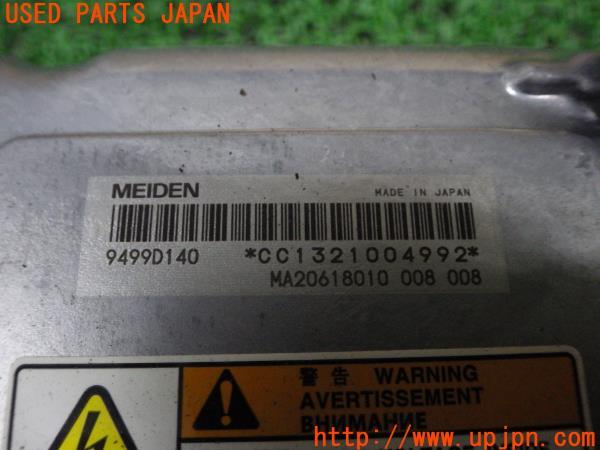 USED PARTS JAPAN
MEIDEN
MADE IN JAPAN
9499D140 *CC1321004992*
MA20618010 008 008
警告 WARNING
AVERTISSEMENT
ВНИМАНИЕ
http://www.upjpn.com/